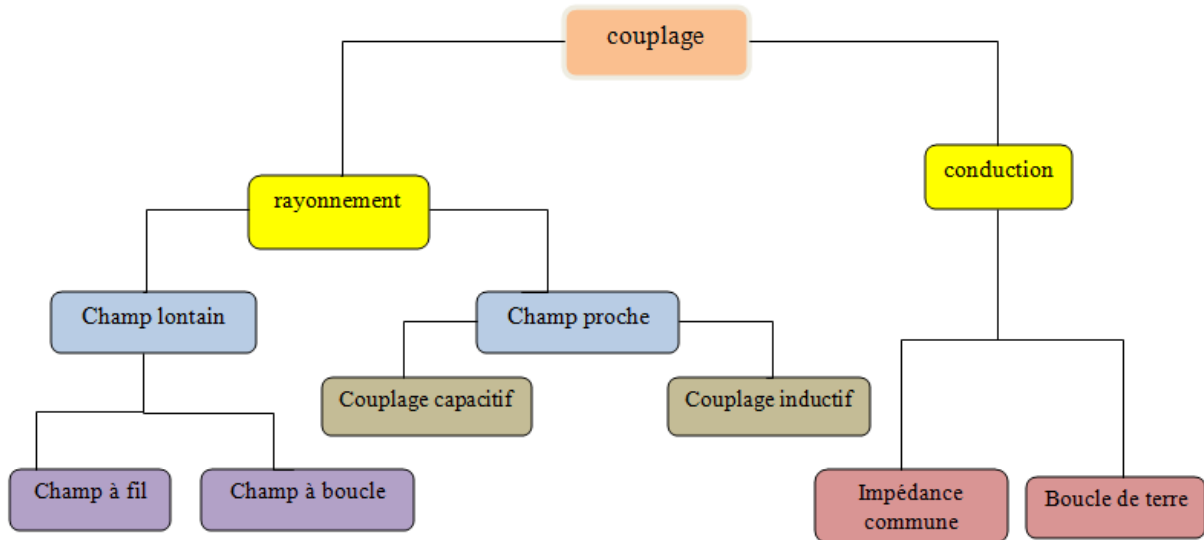 couplage
conduction
rayonnement
Champ lontain
Champ proche
Couplage capacitif
Couplage inductif
Champ à fil
Champ à boucle
Impédance
commune
Boucle de terre